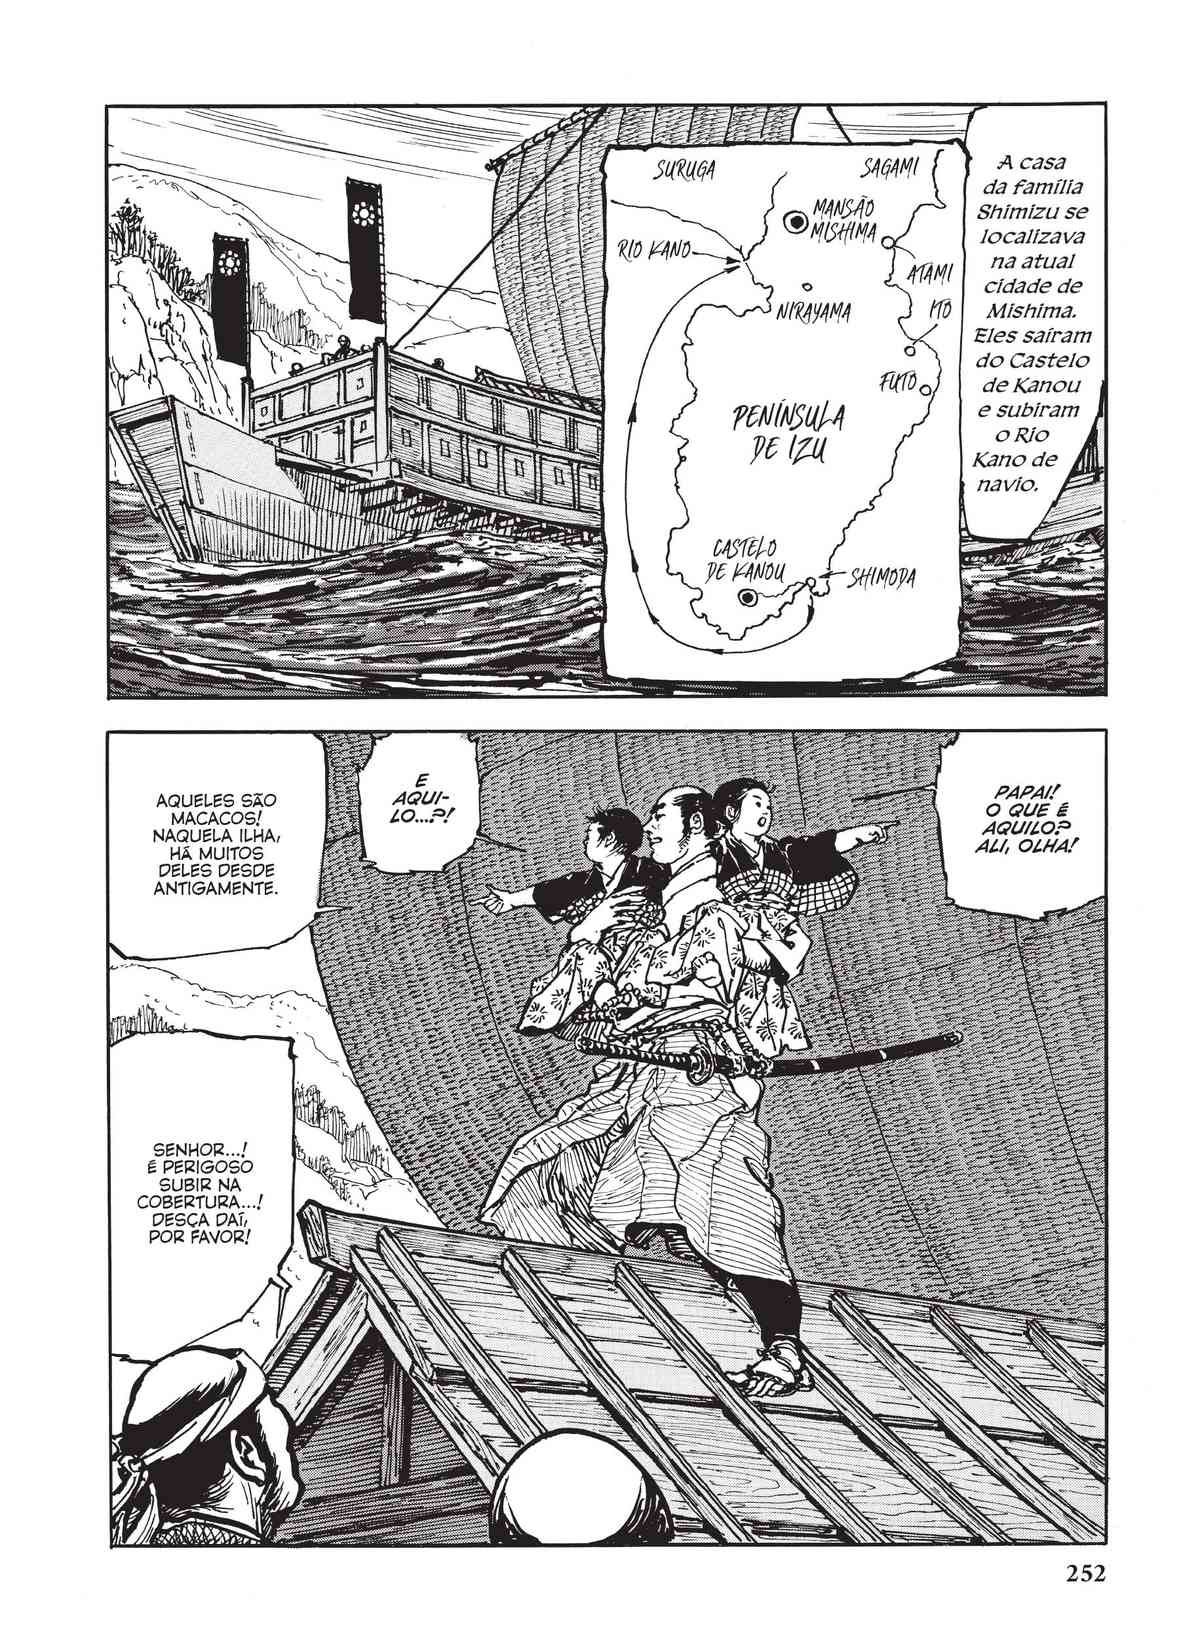 A casa
da família
Shimizu se
localizava
na atual
cidade de
Mishima.
Eles saíram
do Castelo
de Kanou
e subiram
o Rio
Kano de
navio.
SURUGA
SAGAMI
MANSÃO
MISHIMA
RIO KANO
ATAMI
NIRAYAMA
ITO
FUTO
PENÍNSULA
DE IZU
CASTELO
DE KANOU
SHIMODA
PAPAI!
O QUE É
AQUILO?
ALI, OLHA!
E
AQUI-
LO...?!
AQUELES SÃO
MACACOS!
NAQUELA ILHA,
HÁ MUITOS
DELES DESDE
ANTIGAMENTE.
SENHOR...!
É PERIGOSO
SUBIR NA
COBERTURA...!
DESÇA DAÍ,
POR FAVOR!
252